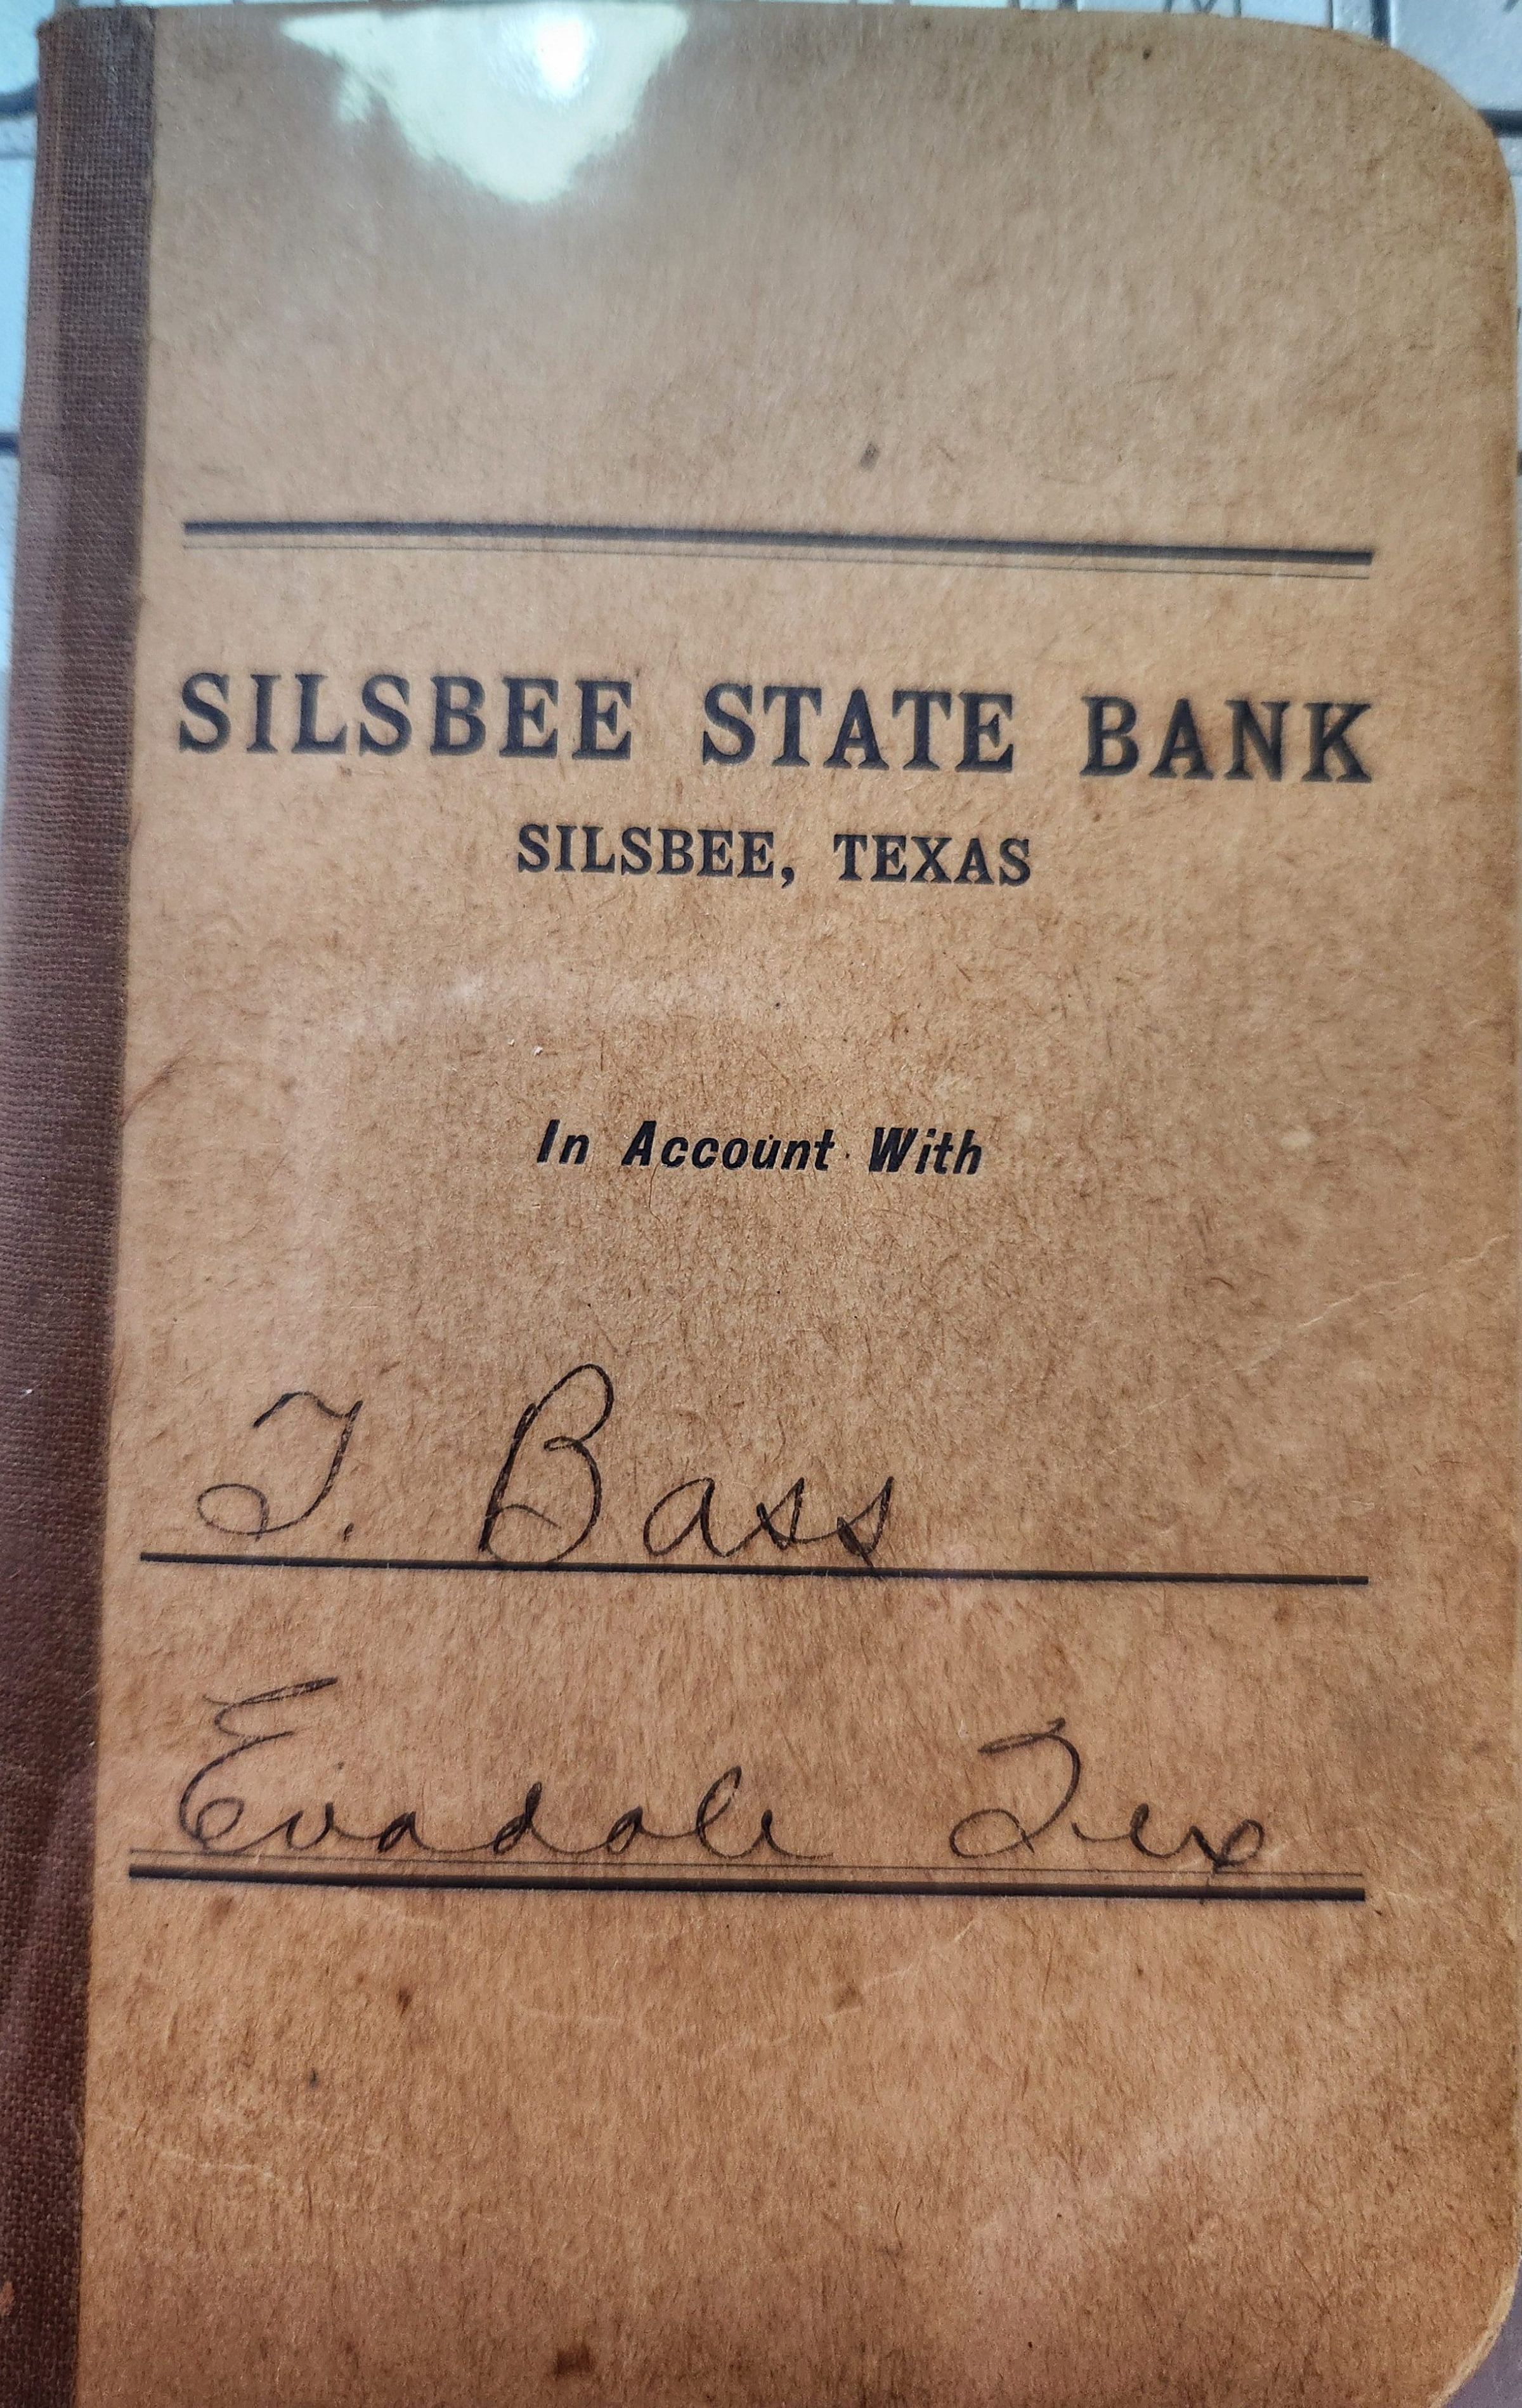 SILSBEE STATE BANK
SILSBEE, TEXAS
In Account With
T. Bass
Evadale Tex